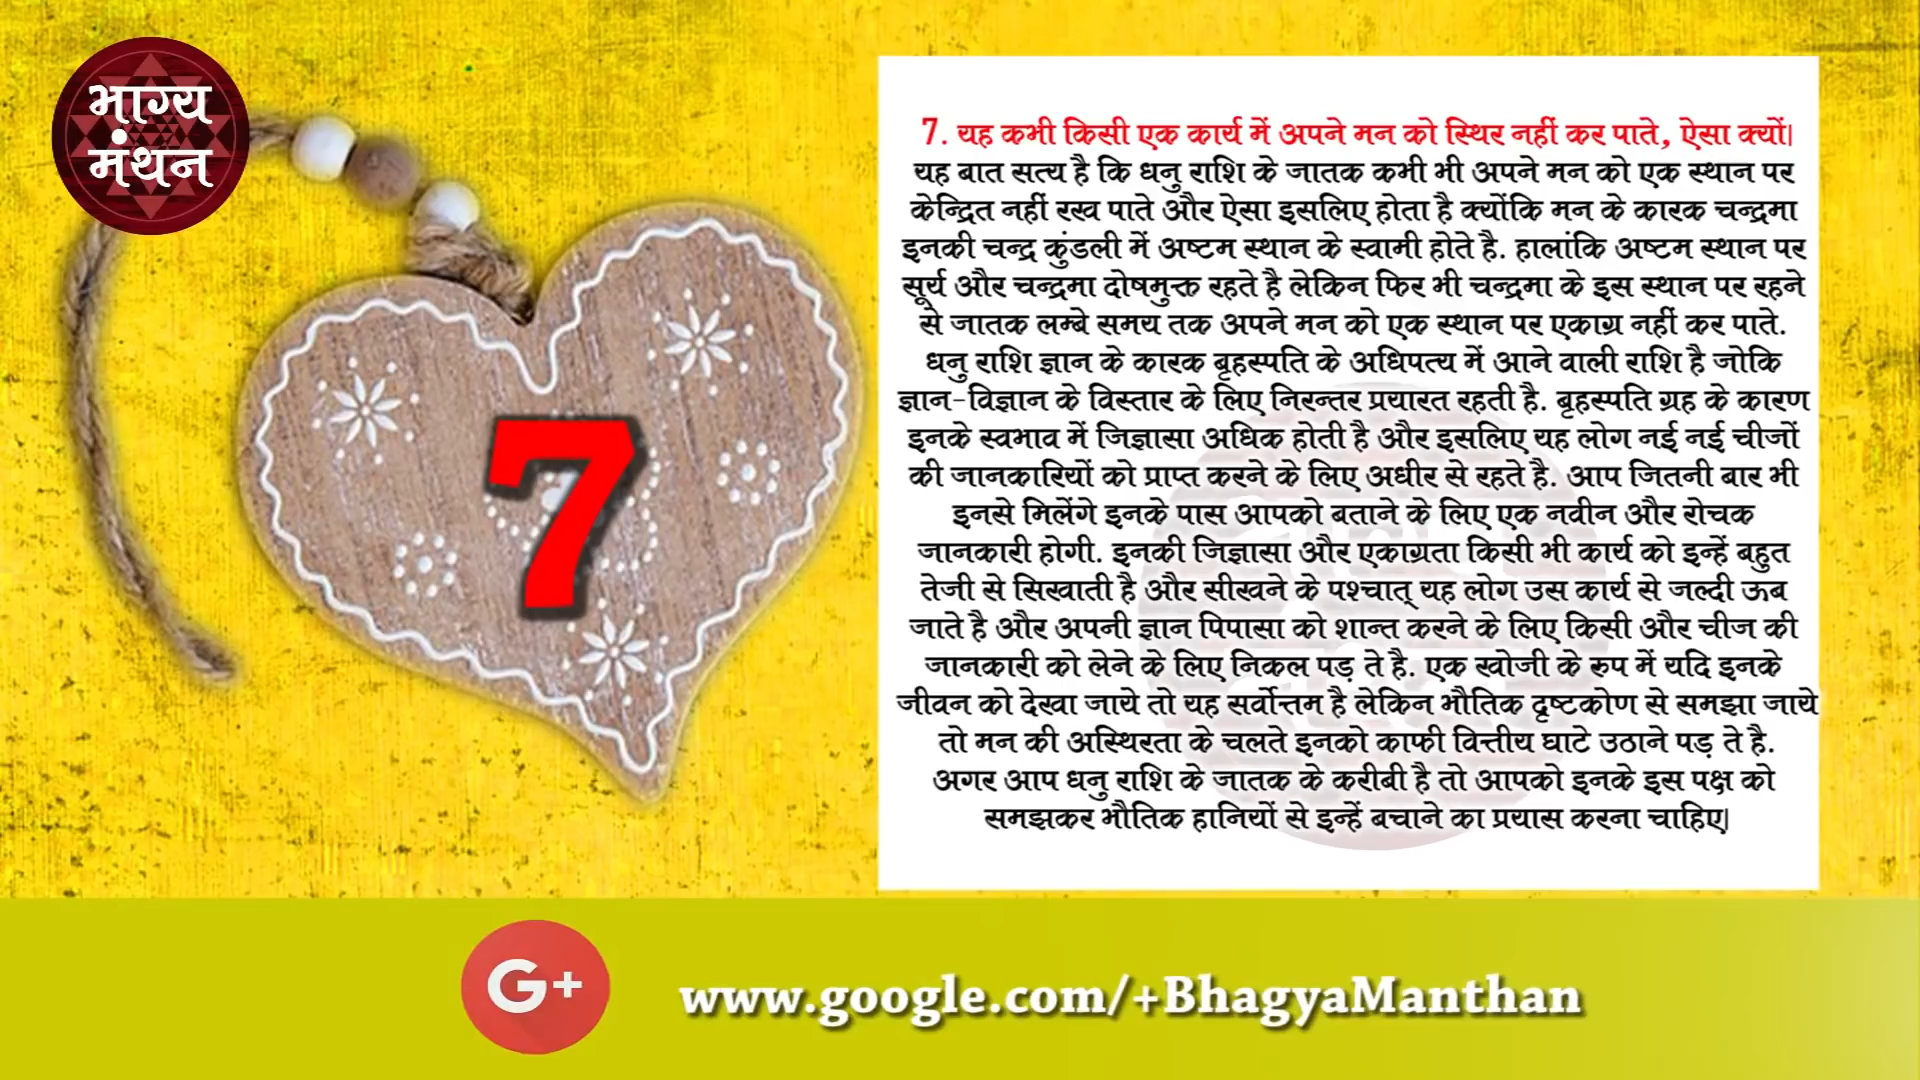 भाग्य
मंथन
7
7. यह कभी किसी एक कार्य में अपने मन को स्थिर नहीं कर पाते, ऐसा क्यों|
यह बात सत्य है कि धनु राशि के जातक कभी भी अपने मन को एक स्थान पर
केन्द्रित नहीं रख पाते और ऐसा इसलिए होता है क्योंकि मन के कारक चन्द्रमा
इनकी चन्द्र कुंडली में अष्टम स्थान के स्वामी होते है. हालांकि अष्टम स्थान पर
सूर्य और चन्द्रमा दोषमुक्त रहते है लेकिन फिर भी चन्द्रमा के इस स्थान पर रहने
से जातक लम्बे समय तक अपने मन को एक स्थान पर एकाग्र नहीं कर पाते.
धनु राशि ज्ञान के कारक बृहस्पति के अधिपत्य में आने वाली राशि है जोकि
ज्ञान-विज्ञान के विस्तार के लिए निरन्तर प्रयारत रहती है. बृहस्पति ग्रह के कारण
इनके स्वभाव में जिज्ञासा अधिक होती है और इसलिए यह लोग नई नई चीजों
की जानकारियों को प्राप्त करने के लिए अधीर से रहते है. आप जितनी बार भी
इनसे मिलेंगे इनके पास आपको बताने के लिए एक नवीन और रोचक
जानकारी होगी. इनकी जिज्ञासा और एकाग्रता किसी भी कार्य को इन्हें बहुत
तेजी से सिखाती है और सीखने के पश्चात् यह लोग उस कार्य से जल्दी ऊब
जाते है और अपनी ज्ञान पिपासा को शान्त करने के लिए किसी और चीज की
जानकारी को लेने के लिए निकल पड़ ते है. एक खोजी के रुप में यदि इनके
जीवन को देखा जाये तो यह सर्वोत्तम है लेकिन भौतिक दृष्टकोण से समझा जाये
तो मन की अस्थिरता के चलते इनको काफी वित्तीय घाटे उठाने पड़ ते है.
अगर आप धनु राशि के जातक के करीबी है तो आपको इनके इस पक्ष को
समझकर भौतिक हानियों से इन्हें बचाने का प्रयास करना चाहिए|
G+
www.google.com/+BhagyaManthan